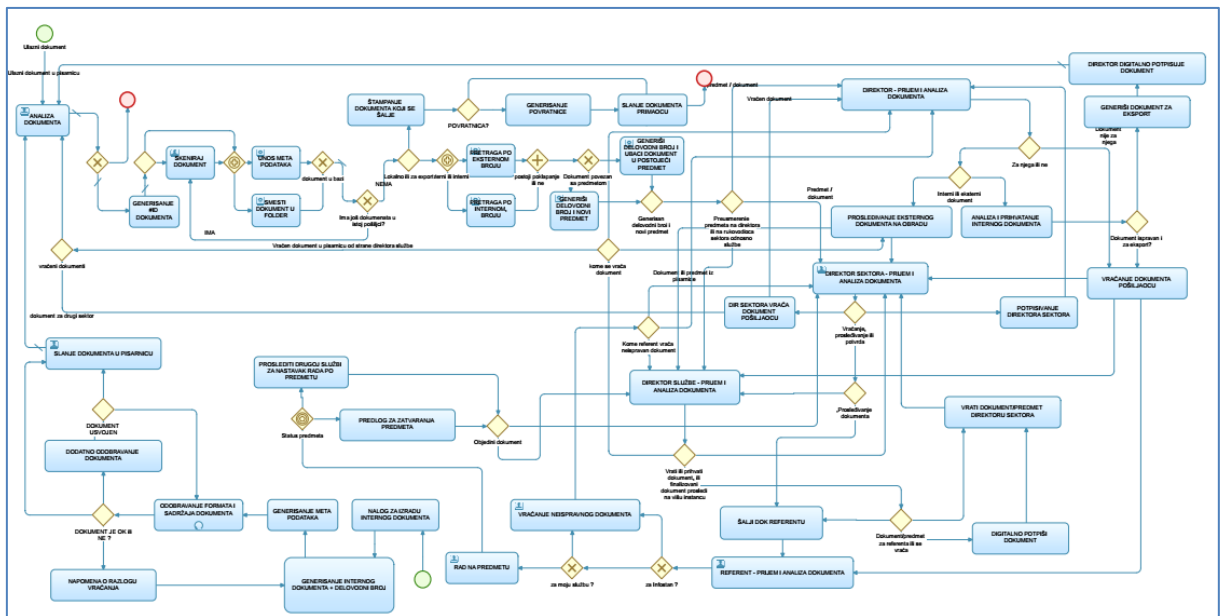 Ulazni dokument
Ulazni dokument u pisarnicu
ANALIZA
DOKUMENTA
GENERISANJE
#ID
DOKUMENTA
SKENIRAJ
DOKUMENT
UNOS META
PODATAKA
SMESTI
DOKUMENT U
FOLDER
dokument u bazi
Ima još dokumenata u
istoj pošiljci?
IMA
NEMA
ŠTAMPANJE
DOKUMENTA KOJI SE
ŠALJE
POVRATNICA?
GENERISANJE
POVRATNICE
SLANJE DOKUMENTA
PRIMAOCU
Lokalno ili za export
interni ili interni
PRETRAGA PO
EKSTERNOM
BROJU
PRETRAGA PO
INTERNOM, BROJU
postoji poklapanje
ili ne
Dokument povezan
sa predmetom
GENERIŠI
DELOVODNI BROJ I
UBACI DOKUMENT
U POSTOJEĆI
PREDMET
GENERIŠI
DELOVODNI
BROJ I NOVI
PREDMET
Generisan
delovodni broj i
novi predmet
Preusmerenje
predmeta na direktora
ili na rukovodioca
sektora odnosno
službe
predmet / dokument
Vraćen dokument
Predmet /
dokument
DIREKTOR - PRIJEM I ANALIZA
DOKUMENTA
DIREKTOR DIGITALNO POTPISUJE
DOKUMENT
GENERIŠI DOKUMENT ZA
EKSPORT
Dokument
nije za
njega
Za njega ili ne
Interni ili eksterni
dokument
PROSLEĐIVANJE EKSTERNOG
DOKUMENTA NA OBRADU
ANALIZA I PRIHVATANJE
INTERNOG DOKUMENTA
Dokument ispravan i
za eksport?
VRAĆANJE DOKUMENTA
POŠILJAOCU
Vraćen dokument u pisarnicu od strane direktora službe
vraćeni dokumenti
kome se vraća
dokument
Dokument ili predmet iz
pisarnice
DIREKTOR SEKTORA - PRIJEM I
ANALIZA DOKUMENTA
DIR SEKTORA VRAĆA
DOKUMENT
POŠILJAOCU
Vraćanje,
prosleđivanje ili
potvrda
POTPISIVANJE
DIREKTORA SEKTORA
dokument za drugi sektor
SLANJE DOKUMENTA U PISARNICU
Kome referent vraća
neispravan dokument
PROSLEDITI DRUGOJ SLUŽBI
ZA NASTAVAK RADA PO
PREDMETU
PREDLOG ZA ZATVARANJA
PREDMETA
Status predmeta
Objedini dokument
DIREKTOR SLUŽBE - PRIJEM I
ANALIZA DOKUMENTA
,Prosleđivanje
dokumenta
VRATI DOKUMENT/PREDMET
DIREKTORU SEKTORA
DOKUMENT
USVOJEN
DODATNO ODOBRAVANJE
DOKUMENTA
DOKUMENT JE OK ili
NE ?
ODOBRAVANJE FORMATA I
SADRŽAJA DOKUMENTA
GENERISANJE META
PODATAKA
NALOG ZA IZRADU
INTERNOG DOKUMENTA
Vrati ili prihvati
dokument, ili
finalizovani
dokument prosledi
na višu instancu
VRAĆANJE NEISPRAVNOG DOKUMENTA
ŠALJI DOK REFERENTU
Dokument/predmet
za referenta ili se
vraća
DIGITALNO POTPIŠI
DOKUMENT
NAPOMENA O RAZLOGU
VRAĆANJA
GENERISANJE INTERNOG
DOKUMENTA + DELOVODNI BROJ
RAD NA PREDMETU
za moju službu ?
REFERENT - PRIJEM I ANALIZA DOKUMENTA